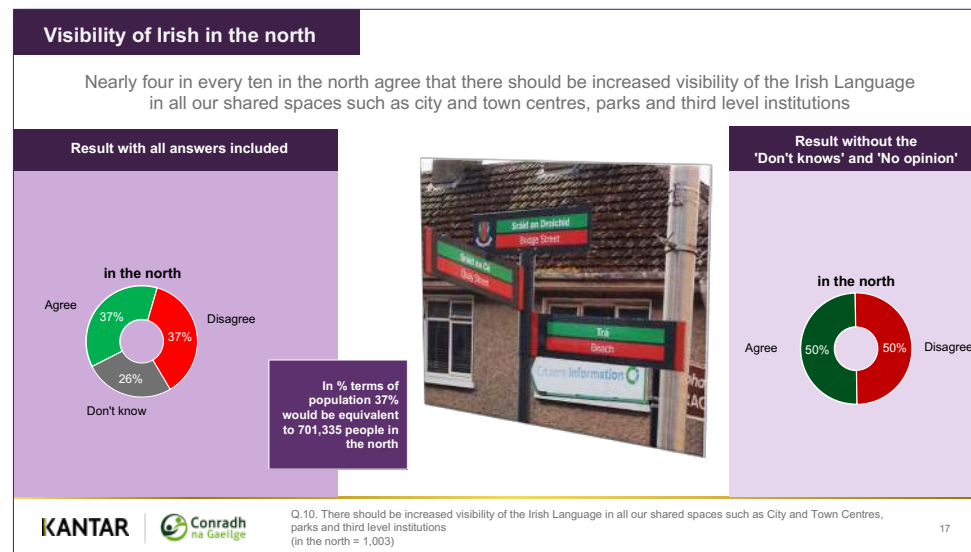 Visibility of Irish in the north
Nearly four in every ten in the north agree that there should be increased visibility of the Irish Language
in all our shared spaces such as city and town centres, parks and third level institutions
Result with all answers included
in the north
Agree
37%
Disagree
37%
26%
Don't know
In % terms of
population 37%
would be equivalent
to 701,335 people in
the north
Sráid an Droichid
Bridge Street
Sráid na Cé
Quay Street
Trá
Beach
Citizens Information
Result without the
'Don't knows' and 'No opinion'
in the north
Agree
50%
50%
Disagree
KANTAR
Conradh
na Gaeilge
Q.10. There should be increased visibility of the Irish Language in all our shared spaces such as City and Town Centres,
parks and third level institutions
(in the north = 1,003)
17